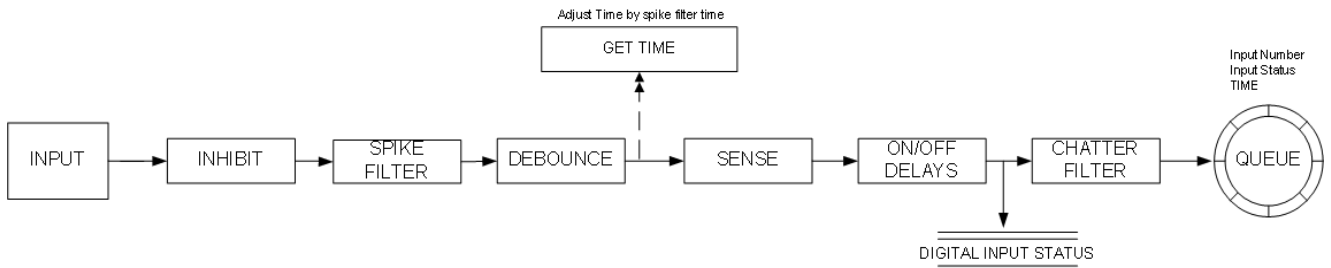 Adjust Time by spike filter time
GET TIME
Input Number
Input Status
TIME
INPUT
INHIBIT
SPIKE
FILTER
DEBOUNCE
SENSE
ON/OFF
DELAYS
CHATTER
FILTER
QUEUE
DIGITAL INPUT STATUS